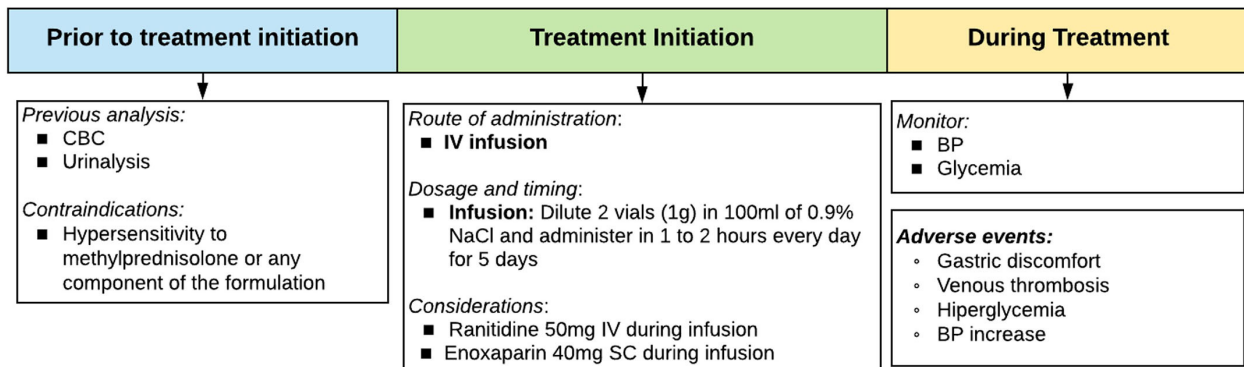 Prior to treatment initiation
Treatment Initiation
During Treatment
Previous analysis:
■ CBC
■ Urinalysis
Contraindications:
■ Hypersensitivity to
methylprednisolone or any
component of the formulation
Route of administration:
■ IV infusion
Dosage and timing:
■ Infusion: Dilute 2 vials (1g) in 100ml of 0.9%
NaCl and administer in 1 to 2 hours every day
for 5 days
Considerations:
■ Ranitidine 50mg IV during infusion
■ Enoxaparin 40mg SC during infusion
Monitor:
■ BP
■ Glycemia
Adverse events:
◦ Gastric discomfort
◦ Venous thrombosis
◦ Hiperglycemia
◦ BP increase